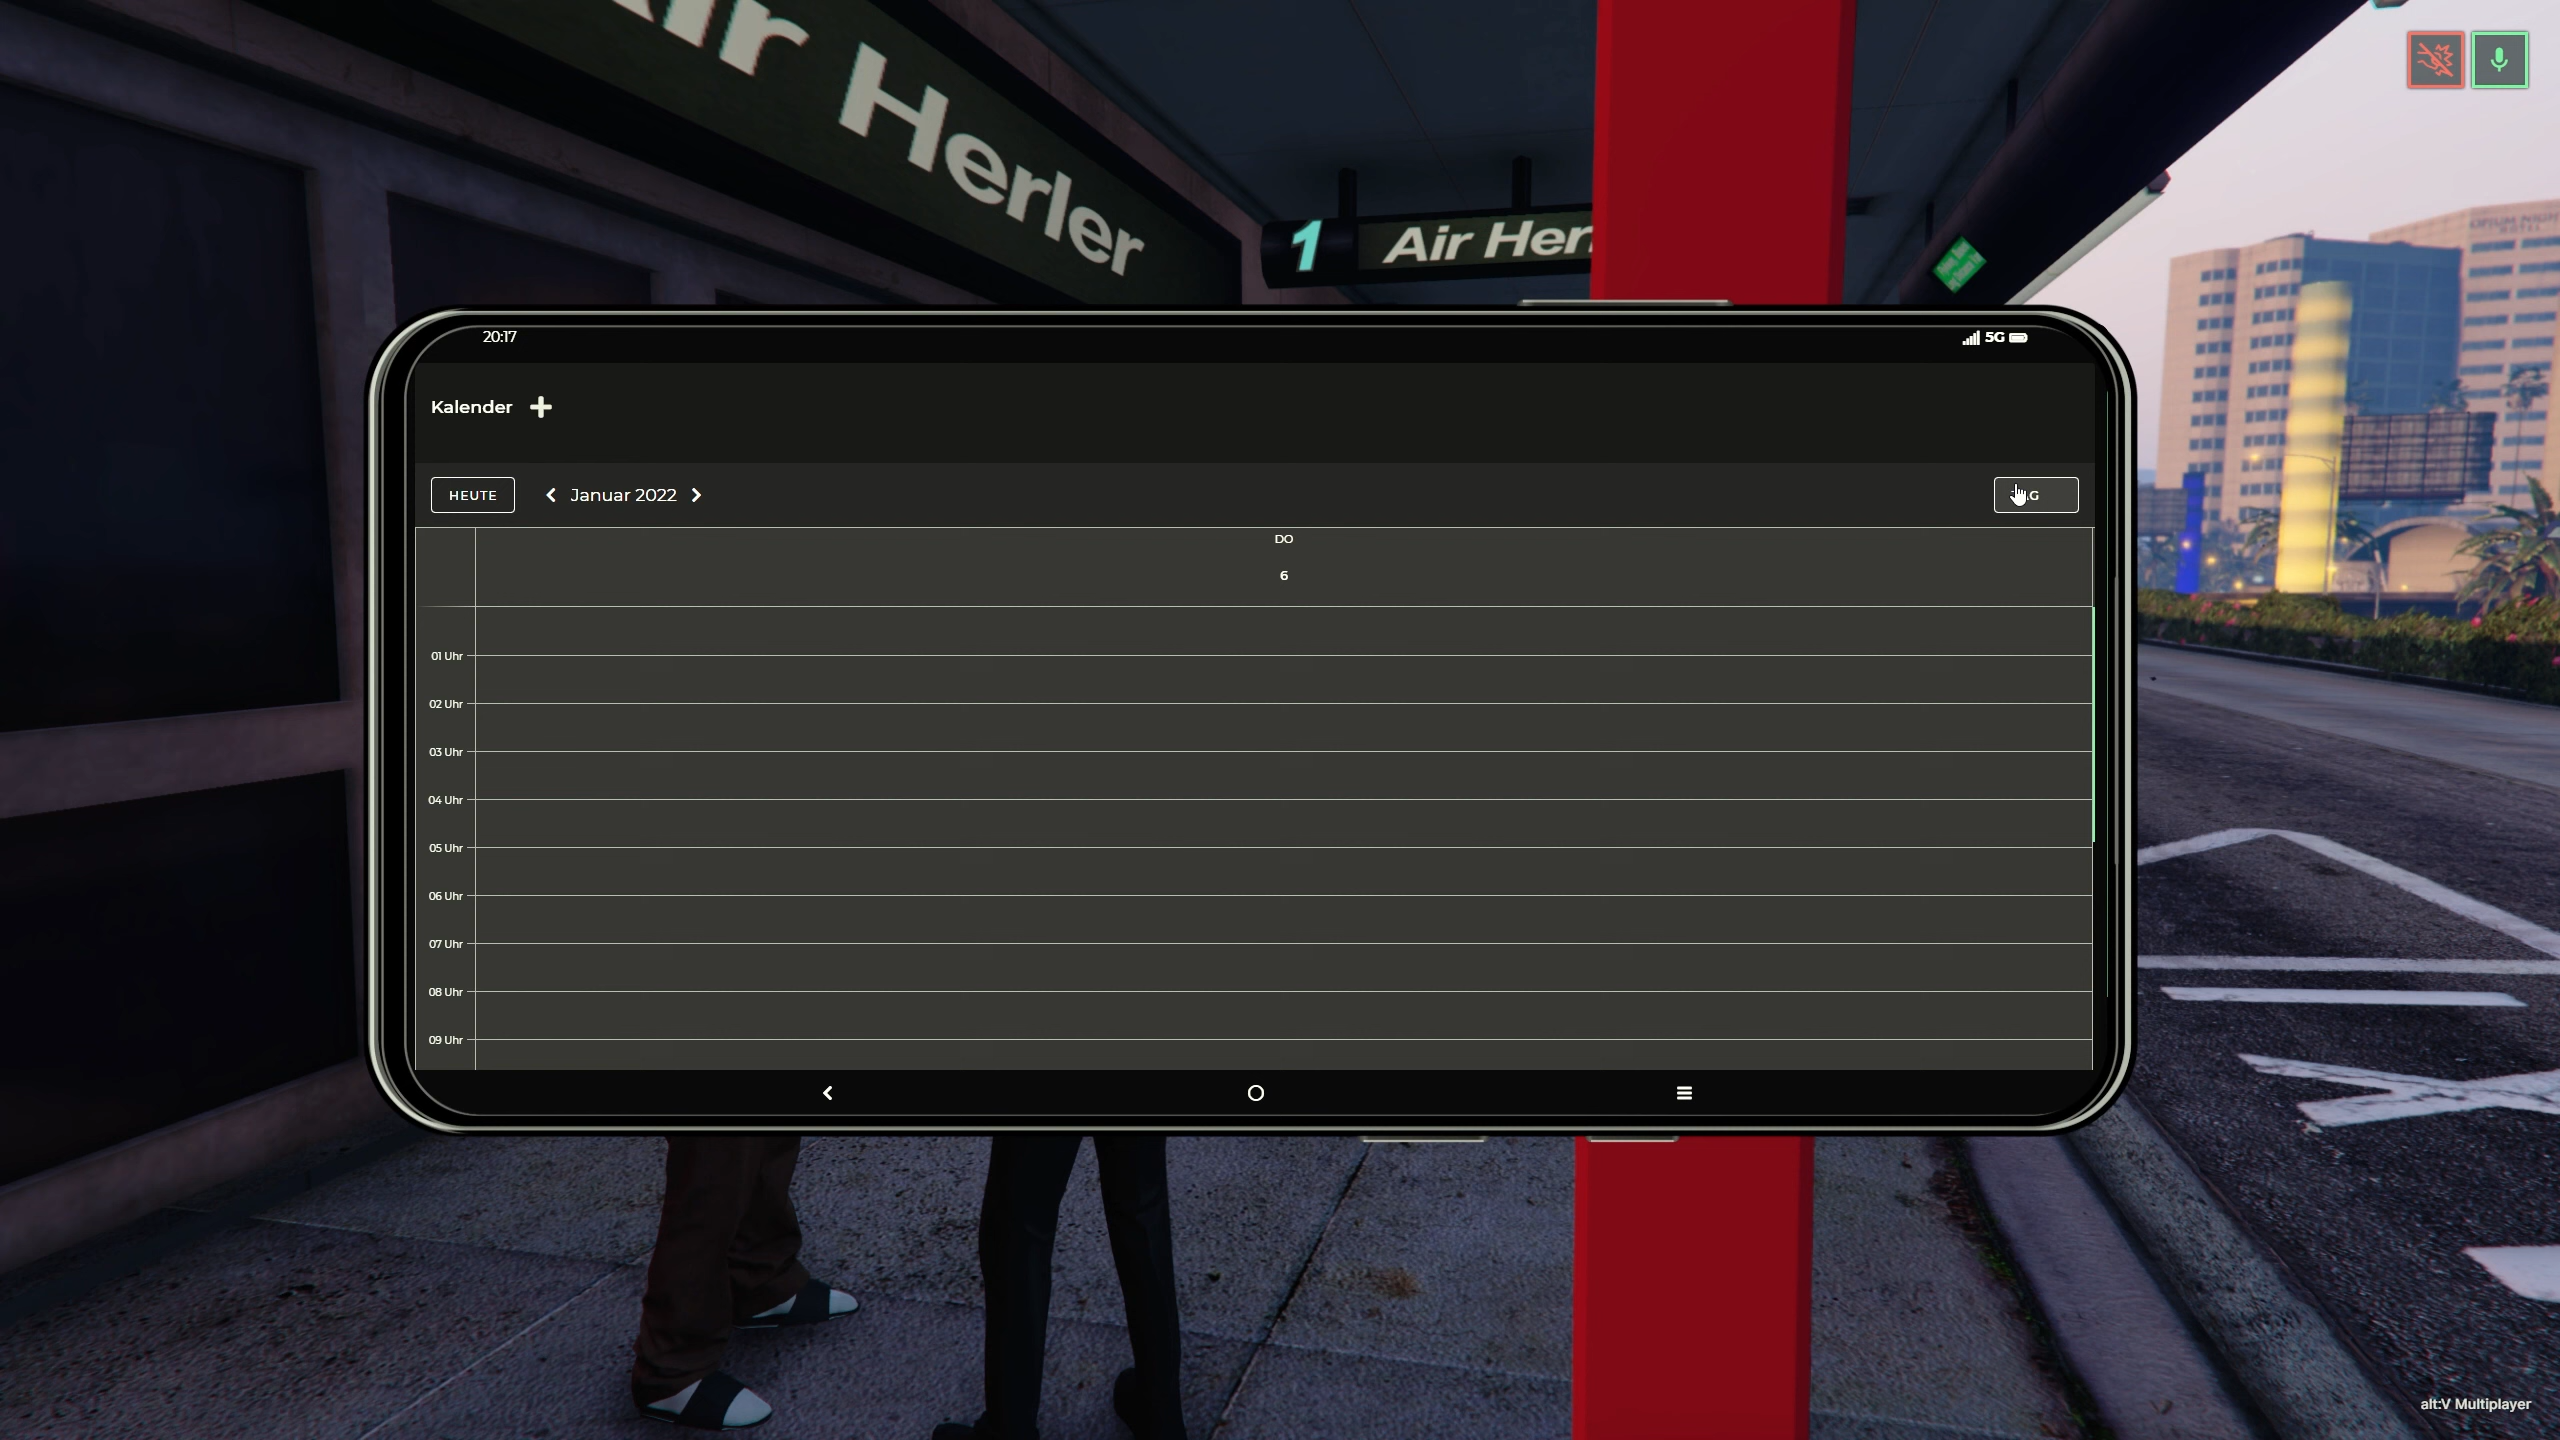 Air Herler
1 Air Her
20:17
5G
Kalender
HEUTE
Januar 2022
DO
6
01 Uhr
02 Uhr
03 Uhr
04 Uhr
05 Uhr
06 Uhr
07 Uhr
08 Uhr
09 Uhr
alt:V Multiplayer